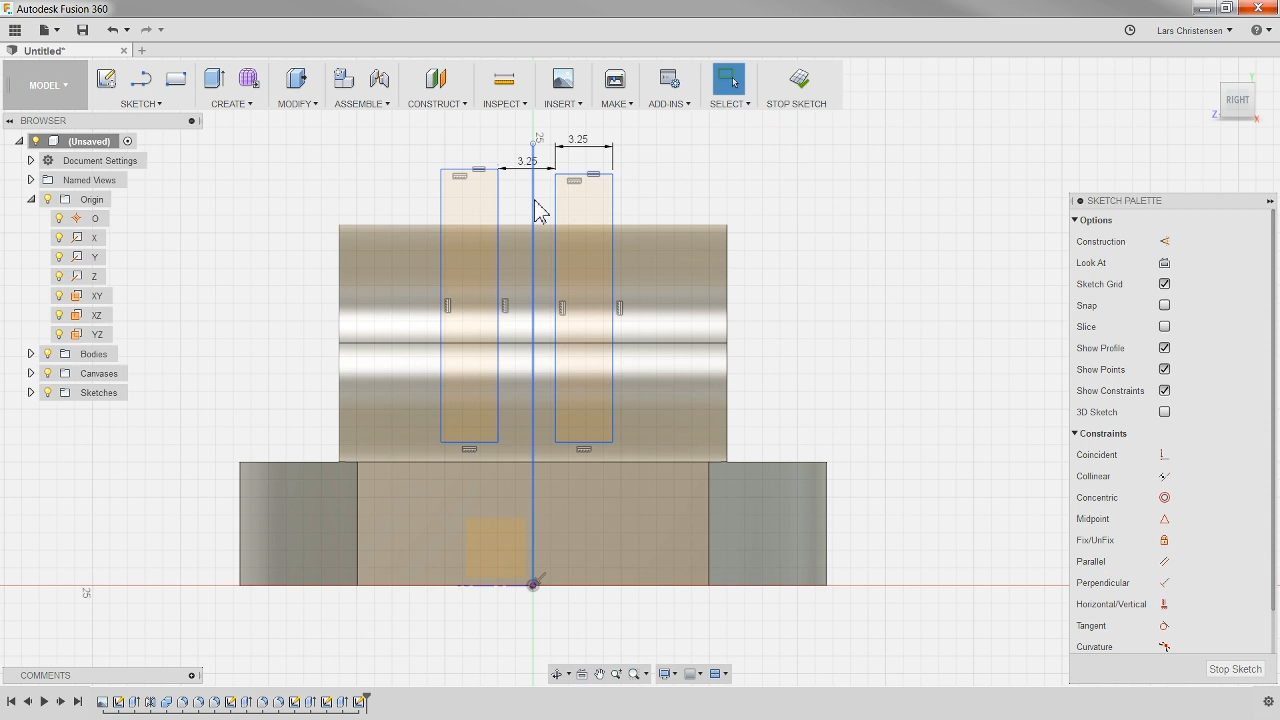 Autodesk Fusion 360
Lars Christensen
Untitled*
MODEL
SKETCH
CREATE
MODIFY
ASSEMBLE
CONSTRUCT
INSPECT
INSERT
MAKE
ADD-INS
SELECT
STOP SKETCH
BROWSER
(Unsaved)
Document Settings
Named Views
Origin
O
X
Y
Z
XY
XZ
YZ
Bodies
Canvases
Sketches
3.25
3.25
25
25
Y
RIGHT
Z
X
SKETCH PALETTE
Options
Construction
Look At
Sketch Grid
Snap
Slice
Show Profile
Show Points
Show Constraints
3D Sketch
Constraints
Coincident
Collinear
Concentric
Midpoint
Fix/UnFix
Parallel
Perpendicular
Horizontal/Vertical
Tangent
Curvature
Stop Sketch
COMMENTS